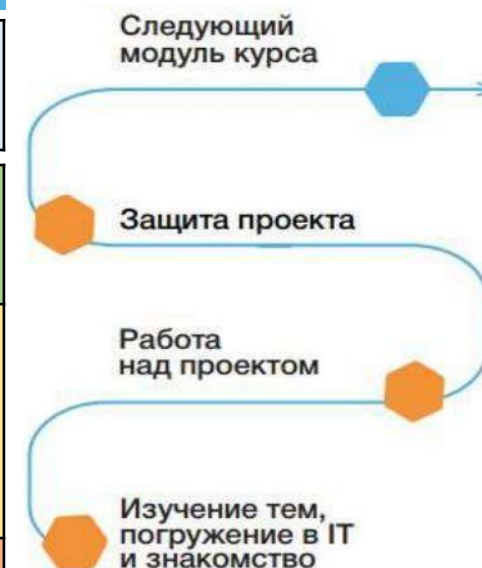 Следующий
модуль курса
Защита проекта
Работа
над проектом
Изучение тем,
погружение в IT
и знакомство